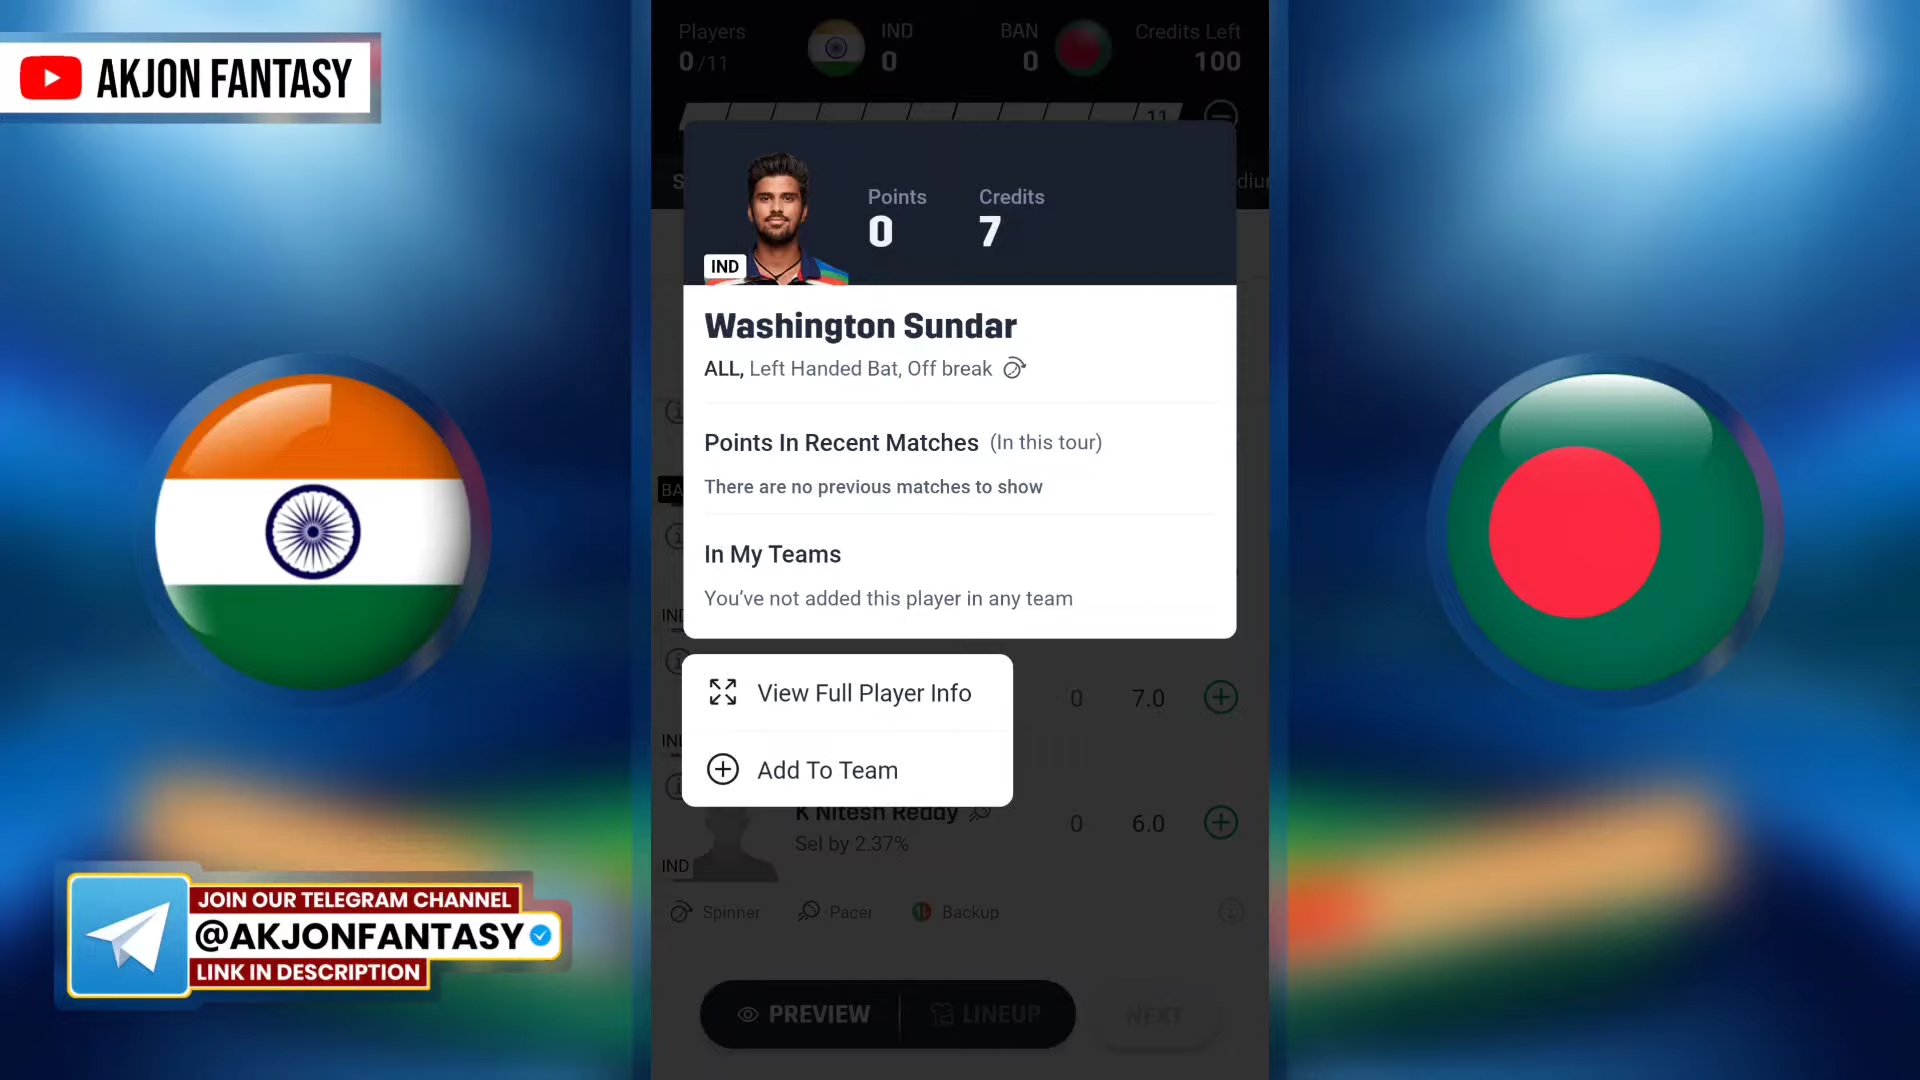 AKJON FANTASY
Players
0/11
IND
0
BAN
0
Credits Left
100
11
IND
Points
0
Credits
7
Washington Sundar
ALL, Left Handed Bat, Off break
Points In Recent Matches (In this tour)
There are no previous matches to show
In My Teams
You've not added this player in any team
View Full Player Info
Add To Team
0
7.0
K Nitesh Reddy
Sel by 2.37%
0
6.0
IND
Spinner
Pacer
Backup
PREVIEW
LINEUP
NEXT
JOIN OUR TELEGRAM CHANNEL
@AKJONFANTASY
LINK IN DESCRIPTION